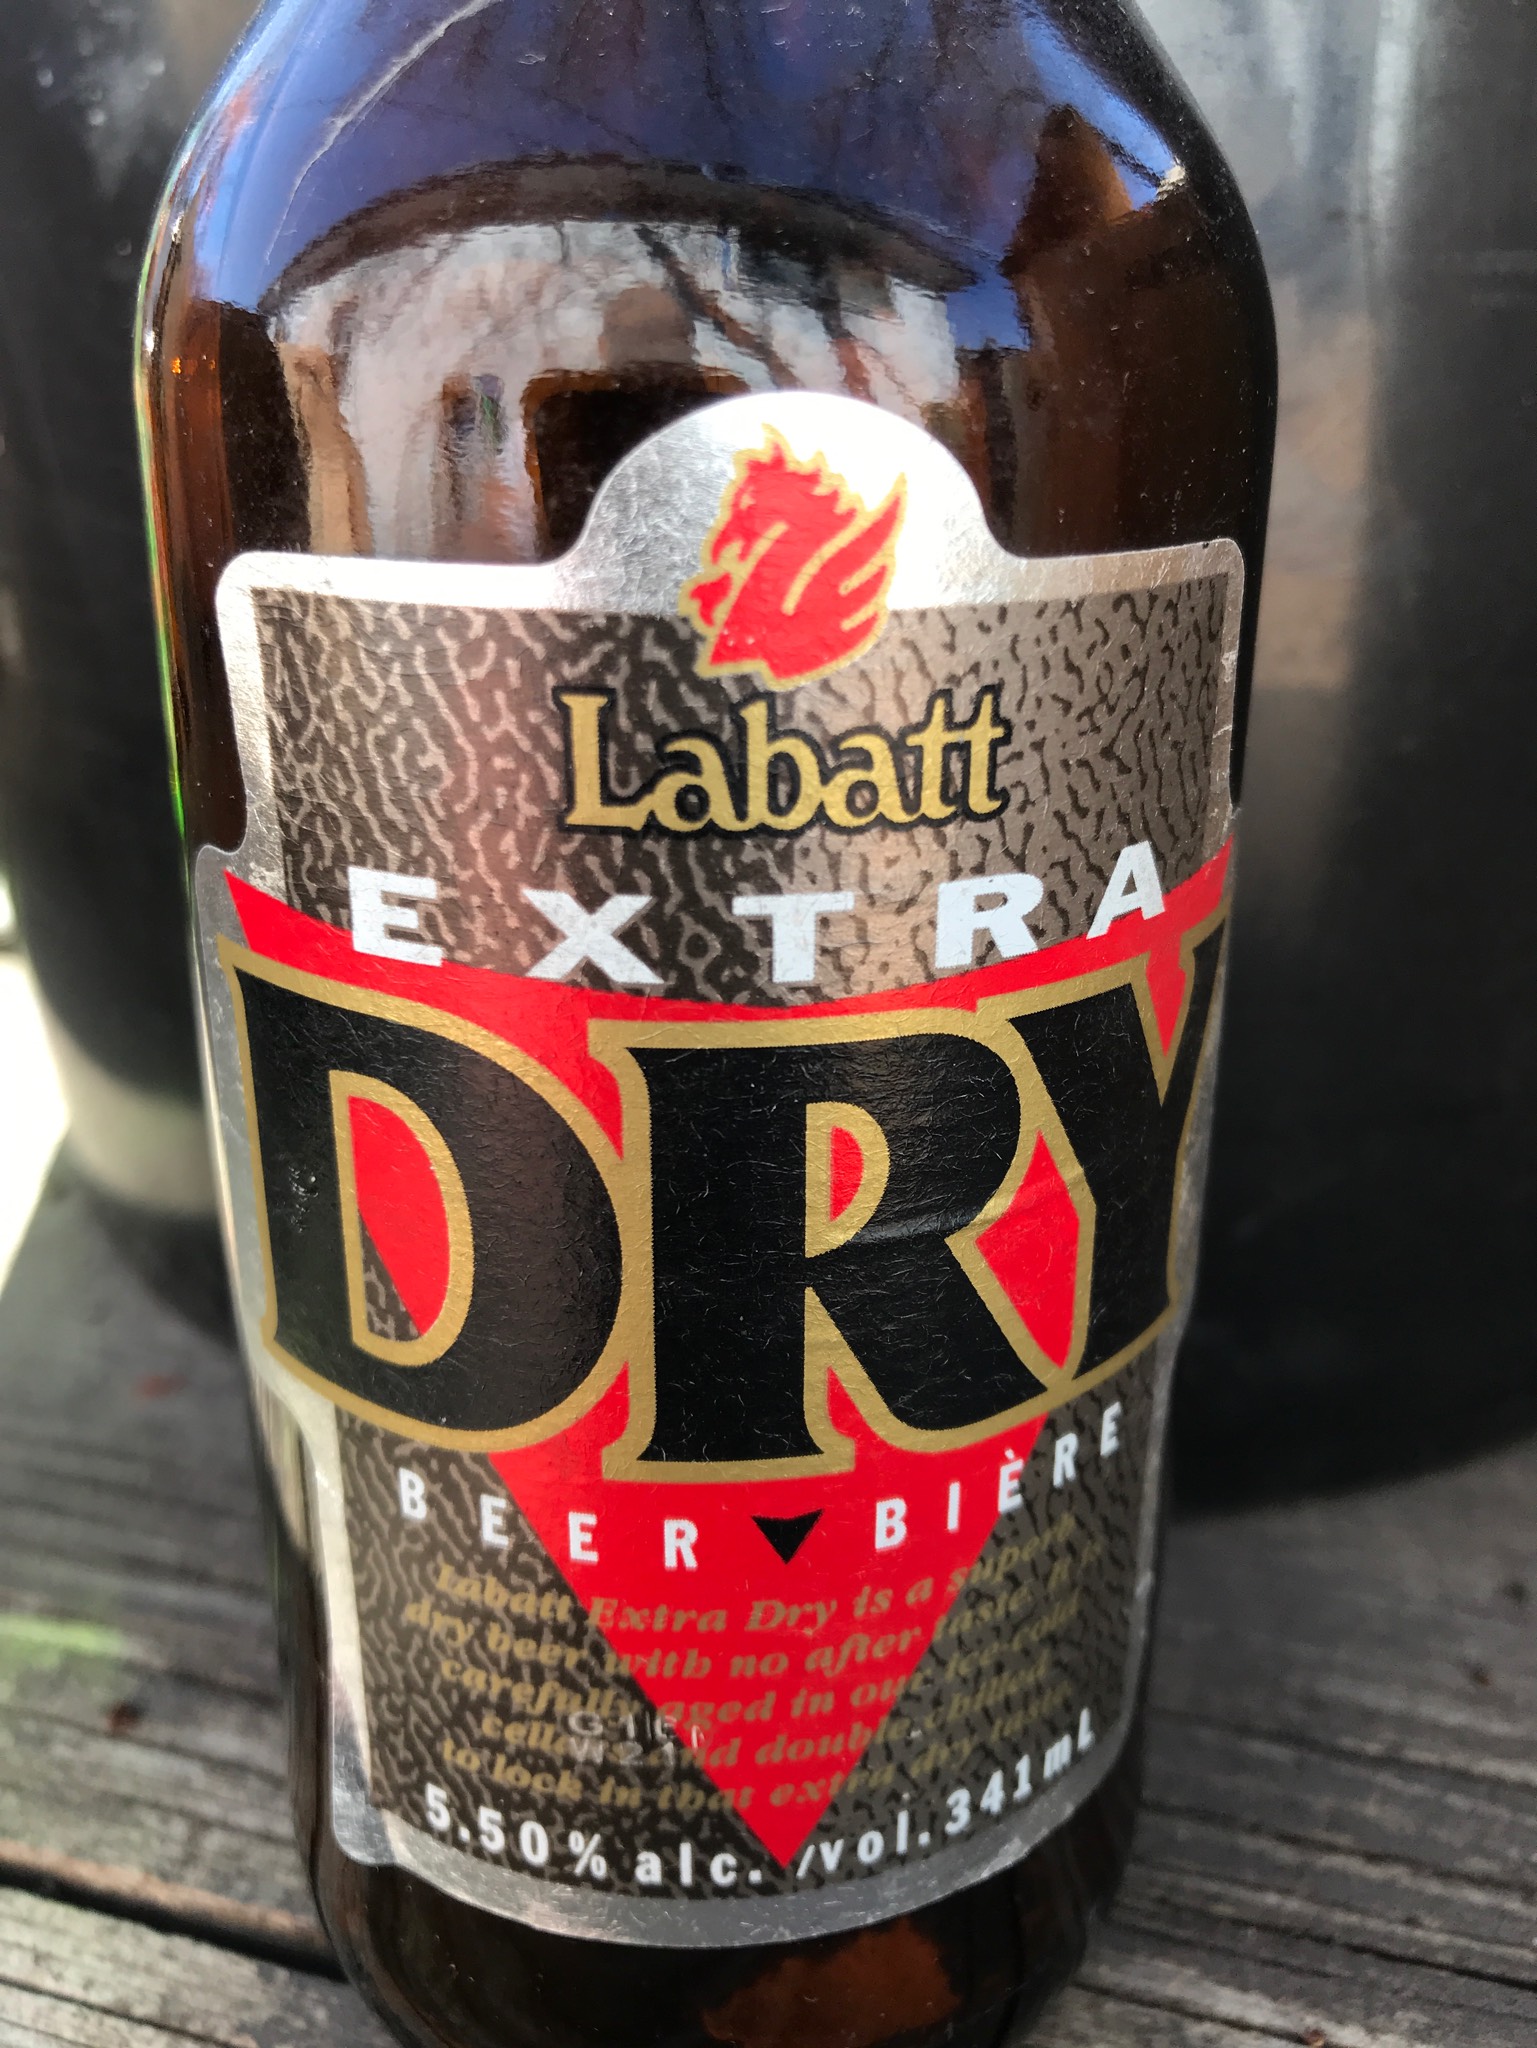 Labatt
EXTRA
DRY
BEER BIÈRE
Labatt Extra Dry is a superb
dry beer with no after taste. It is
carefully aged in our ice-cold
cellars and double chilled
to lock in that extra dry taste
5.50% alc./vol. 341 mL